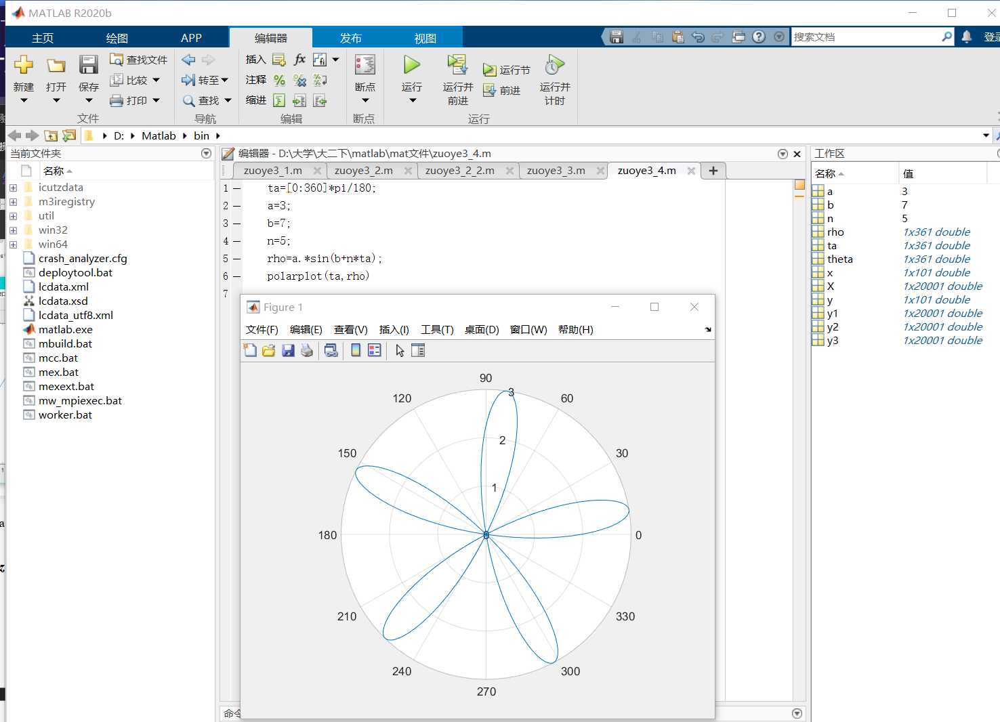 MATLAB R2020b
主页 绘图 APP 编辑器 发布 视图 搜索文档
新建 打开 保存 查找文件 比较 打印 文件
转至 查找 导航
插入 fx 注释 缩进 编辑
断点 断点
运行 运行并前进 运行节 前进 运行并计时 运行
D: Matlab bin
当前文件夹
名称
icutzdata
m3iregistry
util
win32
win64
crash_analyzer.cfg
deploytool.bat
lcdata.xml
lcdata.xsd
lcdata_utf8.xml
matlab.exe
mbuild.bat
mcc.bat
mex.bat
mexext.bat
mw_mpiexec.bat
worker.bat
编辑器 - D:\大学\大二下\matlab\mat文件\zuoye3_4.m
zuoye3_1.m zuoye3_2.m zuoye3_2_2.m zuoye3_3.m zuoye3_4.m
1 ta=[0:360]*pi/180;
2 a=3;
3 b=7;
4 n=5;
5 rho=a.*sin(b+n*ta);
6 polarplot(ta,rho)
7
Figure 1
文件(F) 编辑(E) 查看(V) 插入(I) 工具(T) 桌面(D) 窗口(W) 帮助(H)
90
120 3 60
150 2 30
1
180 0 0
210 330
240 300
270
工作区
名称 值
a 3
b 7
n 5
rho 1x361 double
ta 1x361 double
theta 1x361 double
x 1x101 double
X 1x20001 double
y 1x101 double
y1 1x20001 double
y2 1x20001 double
y3 1x20001 double